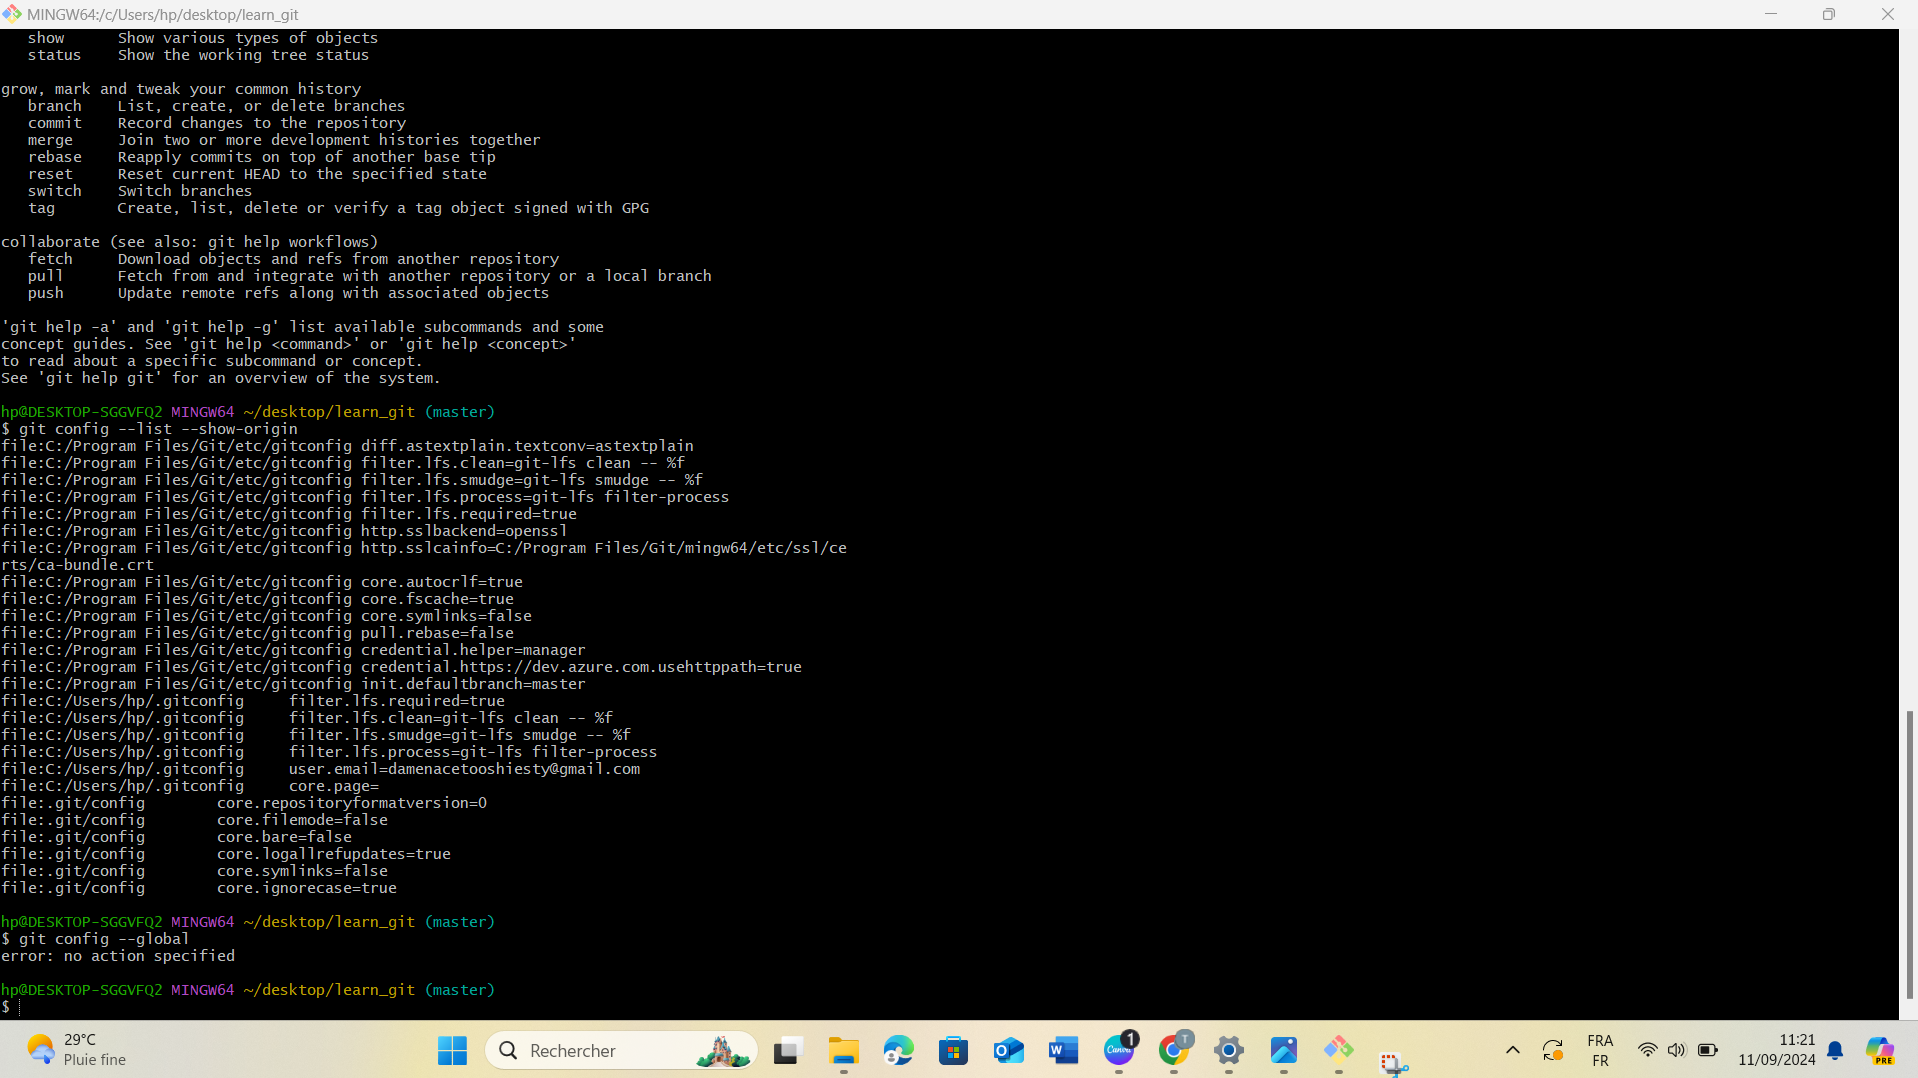 MINGW64:/c/Users/hp/desktop/learn_git
show Show various types of objects
status Show the working tree status
grow, mark and tweak your common history
branch List, create, or delete branches
commit Record changes to the repository
merge Join two or more development histories together
rebase Reapply commits on top of another base tip
reset Reset current HEAD to the specified state
switch Switch branches
tag Create, list, delete or verify a tag object signed with GPG
collaborate (see also: git help workflows)
fetch Download objects and refs from another repository
pull Fetch from and integrate with another repository or a local branch
push Update remote refs along with associated objects
'git help -a' and 'git help -g' list available subcommands and some
concept guides. See 'git help <command>' or 'git help <concept>'
to read about a specific subcommand or concept.
See 'git help git' for an overview of the system.
hp@DESKTOP-SGGVFQ2 MINGW64 ~/desktop/learn_git (master)
$ git config --list --show-origin
file:C:/Program Files/Git/etc/gitconfig diff.astextplain.textconv=astextplain
file:C:/Program Files/Git/etc/gitconfig filter.lfs.clean=git-lfs clean -- %f
file:C:/Program Files/Git/etc/gitconfig filter.lfs.smudge=git-lfs smudge -- %f
file:C:/Program Files/Git/etc/gitconfig filter.lfs.process=git-lfs filter-process
file:C:/Program Files/Git/etc/gitconfig filter.lfs.required=true
file:C:/Program Files/Git/etc/gitconfig http.sslbackend=openssl
file:C:/Program Files/Git/etc/gitconfig http.sslcainfo=C:/Program Files/Git/mingw64/etc/ssl/ce
rts/ca-bundle.crt
file:C:/Program Files/Git/etc/gitconfig core.autocrlf=true
file:C:/Program Files/Git/etc/gitconfig core.fscache=true
file:C:/Program Files/Git/etc/gitconfig core.symlinks=false
file:C:/Program Files/Git/etc/gitconfig pull.rebase=false
file:C:/Program Files/Git/etc/gitconfig credential.helper=manager
file:C:/Program Files/Git/etc/gitconfig credential.https://dev.azure.com.usehttppath=true
file:C:/Program Files/Git/etc/gitconfig init.defaultbranch=master
file:C:/Users/hp/.gitconfig filter.lfs.required=true
file:C:/Users/hp/.gitconfig filter.lfs.clean=git-lfs clean -- %f
file:C:/Users/hp/.gitconfig filter.lfs.smudge=git-lfs smudge -- %f
file:C:/Users/hp/.gitconfig filter.lfs.process=git-lfs filter-process
file:C:/Users/hp/.gitconfig user.email=damenacetooshiesty@gmail.com
file:C:/Users/hp/.gitconfig core.page=
file:.git/config core.repositoryformatversion=0
file:.git/config core.filemode=false
file:.git/config core.bare=false
file:.git/config core.logallrefupdates=true
file:.git/config core.symlinks=false
file:.git/config core.ignorecase=true
hp@DESKTOP-SGGVFQ2 MINGW64 ~/desktop/learn_git (master)
$ git config --global
error: no action specified
hp@DESKTOP-SGGVFQ2 MINGW64 ~/desktop/learn_git (master)
$
29°C
Pluie fine
Rechercher
Canva
1
T
FRA
FR
11:21
11/09/2024
PRE